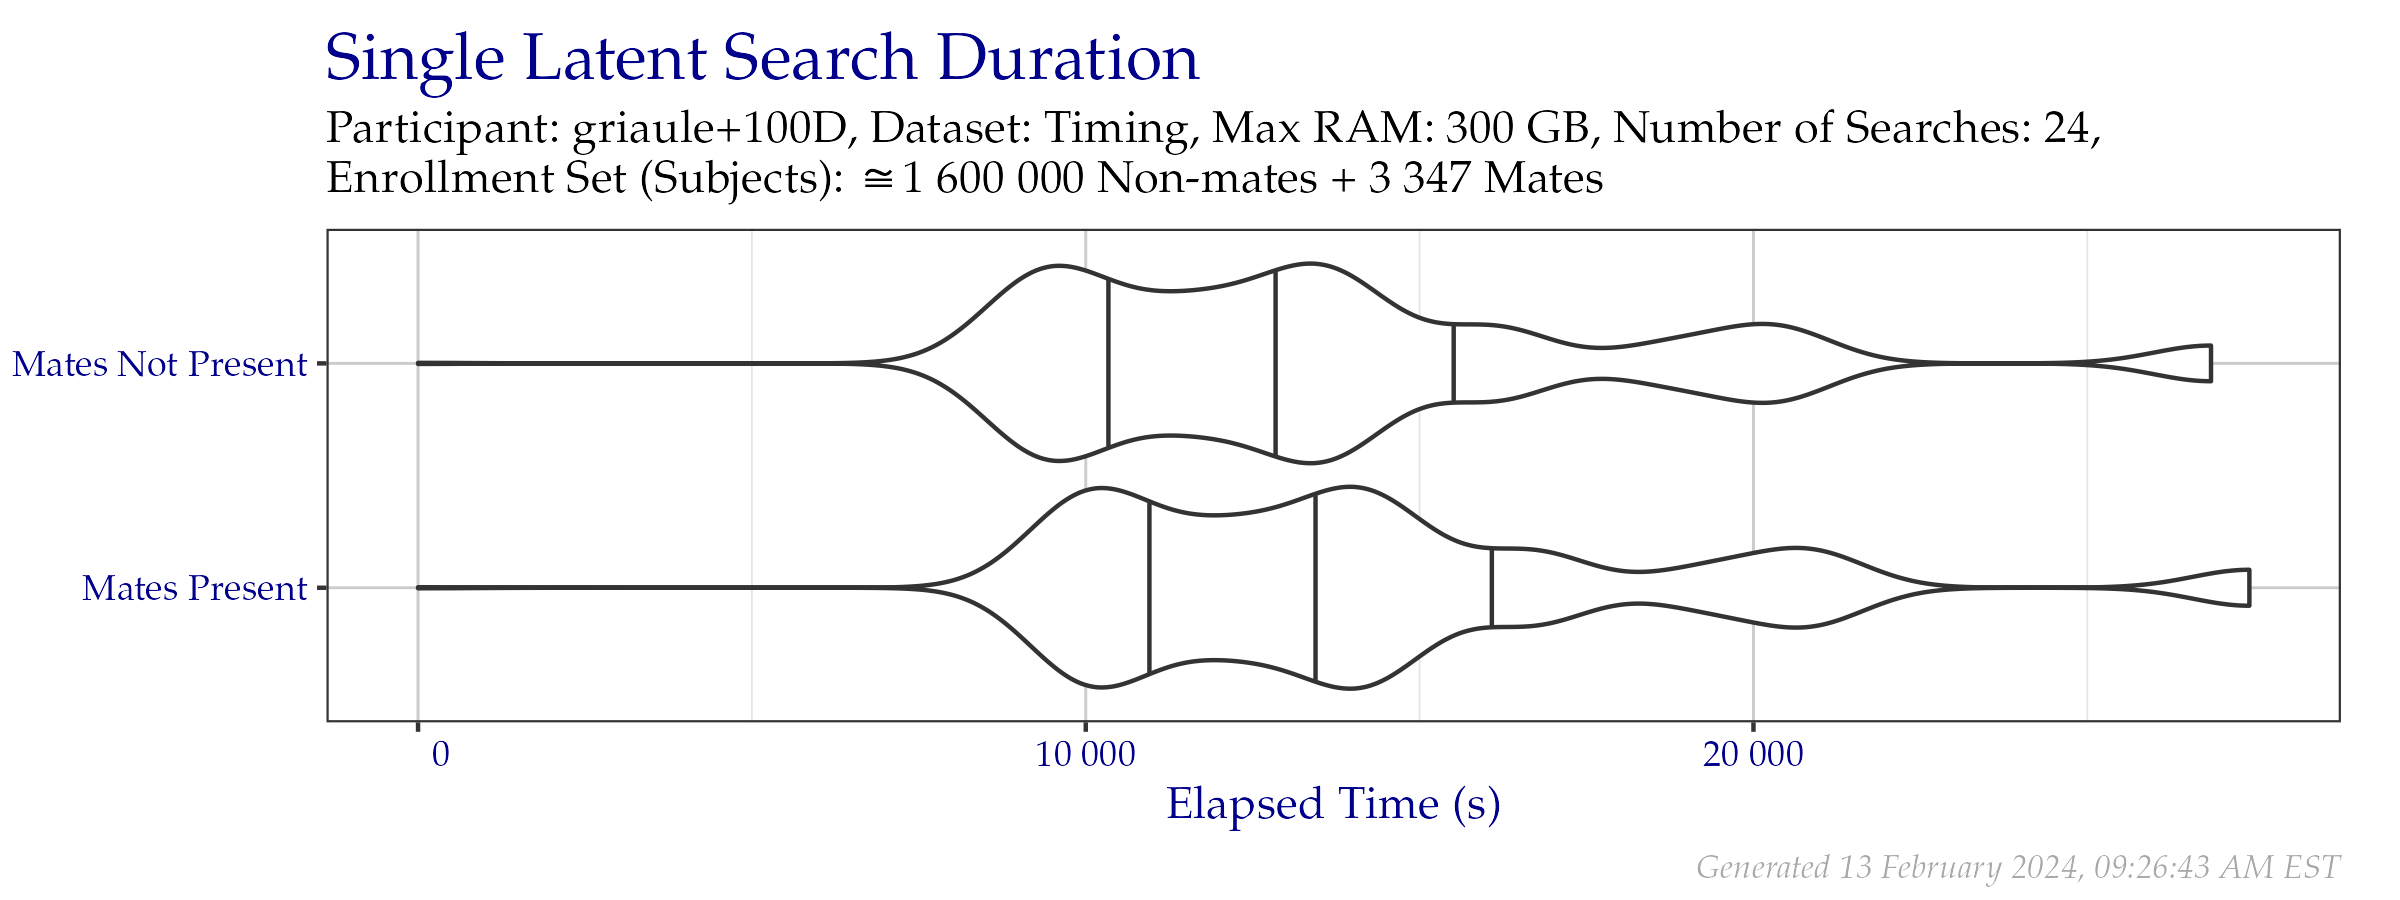 Single Latent Search Duration
Participant: griaule+100D, Dataset: Timing, Max RAM: 300 GB, Number of Searches: 24,
Enrollment Set (Subjects): ≅ 1 600 000 Non-mates + 3 347 Mates
Mates Not Present
Mates Present
0 10 000 20 000
Elapsed Time (s)
Generated 13 February 2024, 09:26:43 AM EST